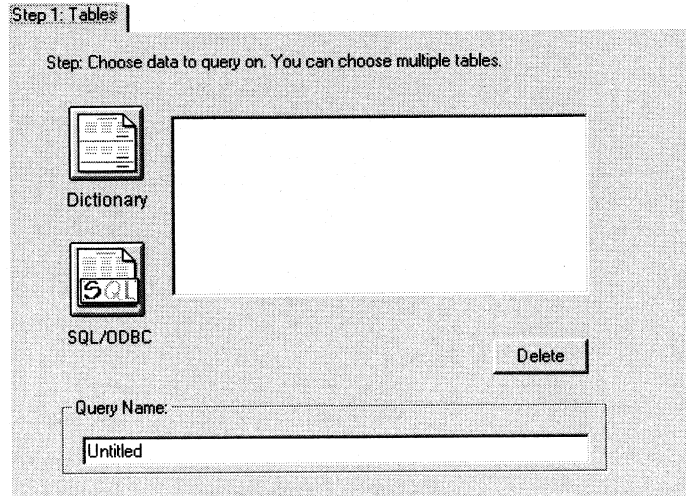 Step 1: Tables
Step: Choose data to query on. You can choose multiple tables.
Dictionary
SQL
SQL/ODBC
Delete
Query Name:
Untitled